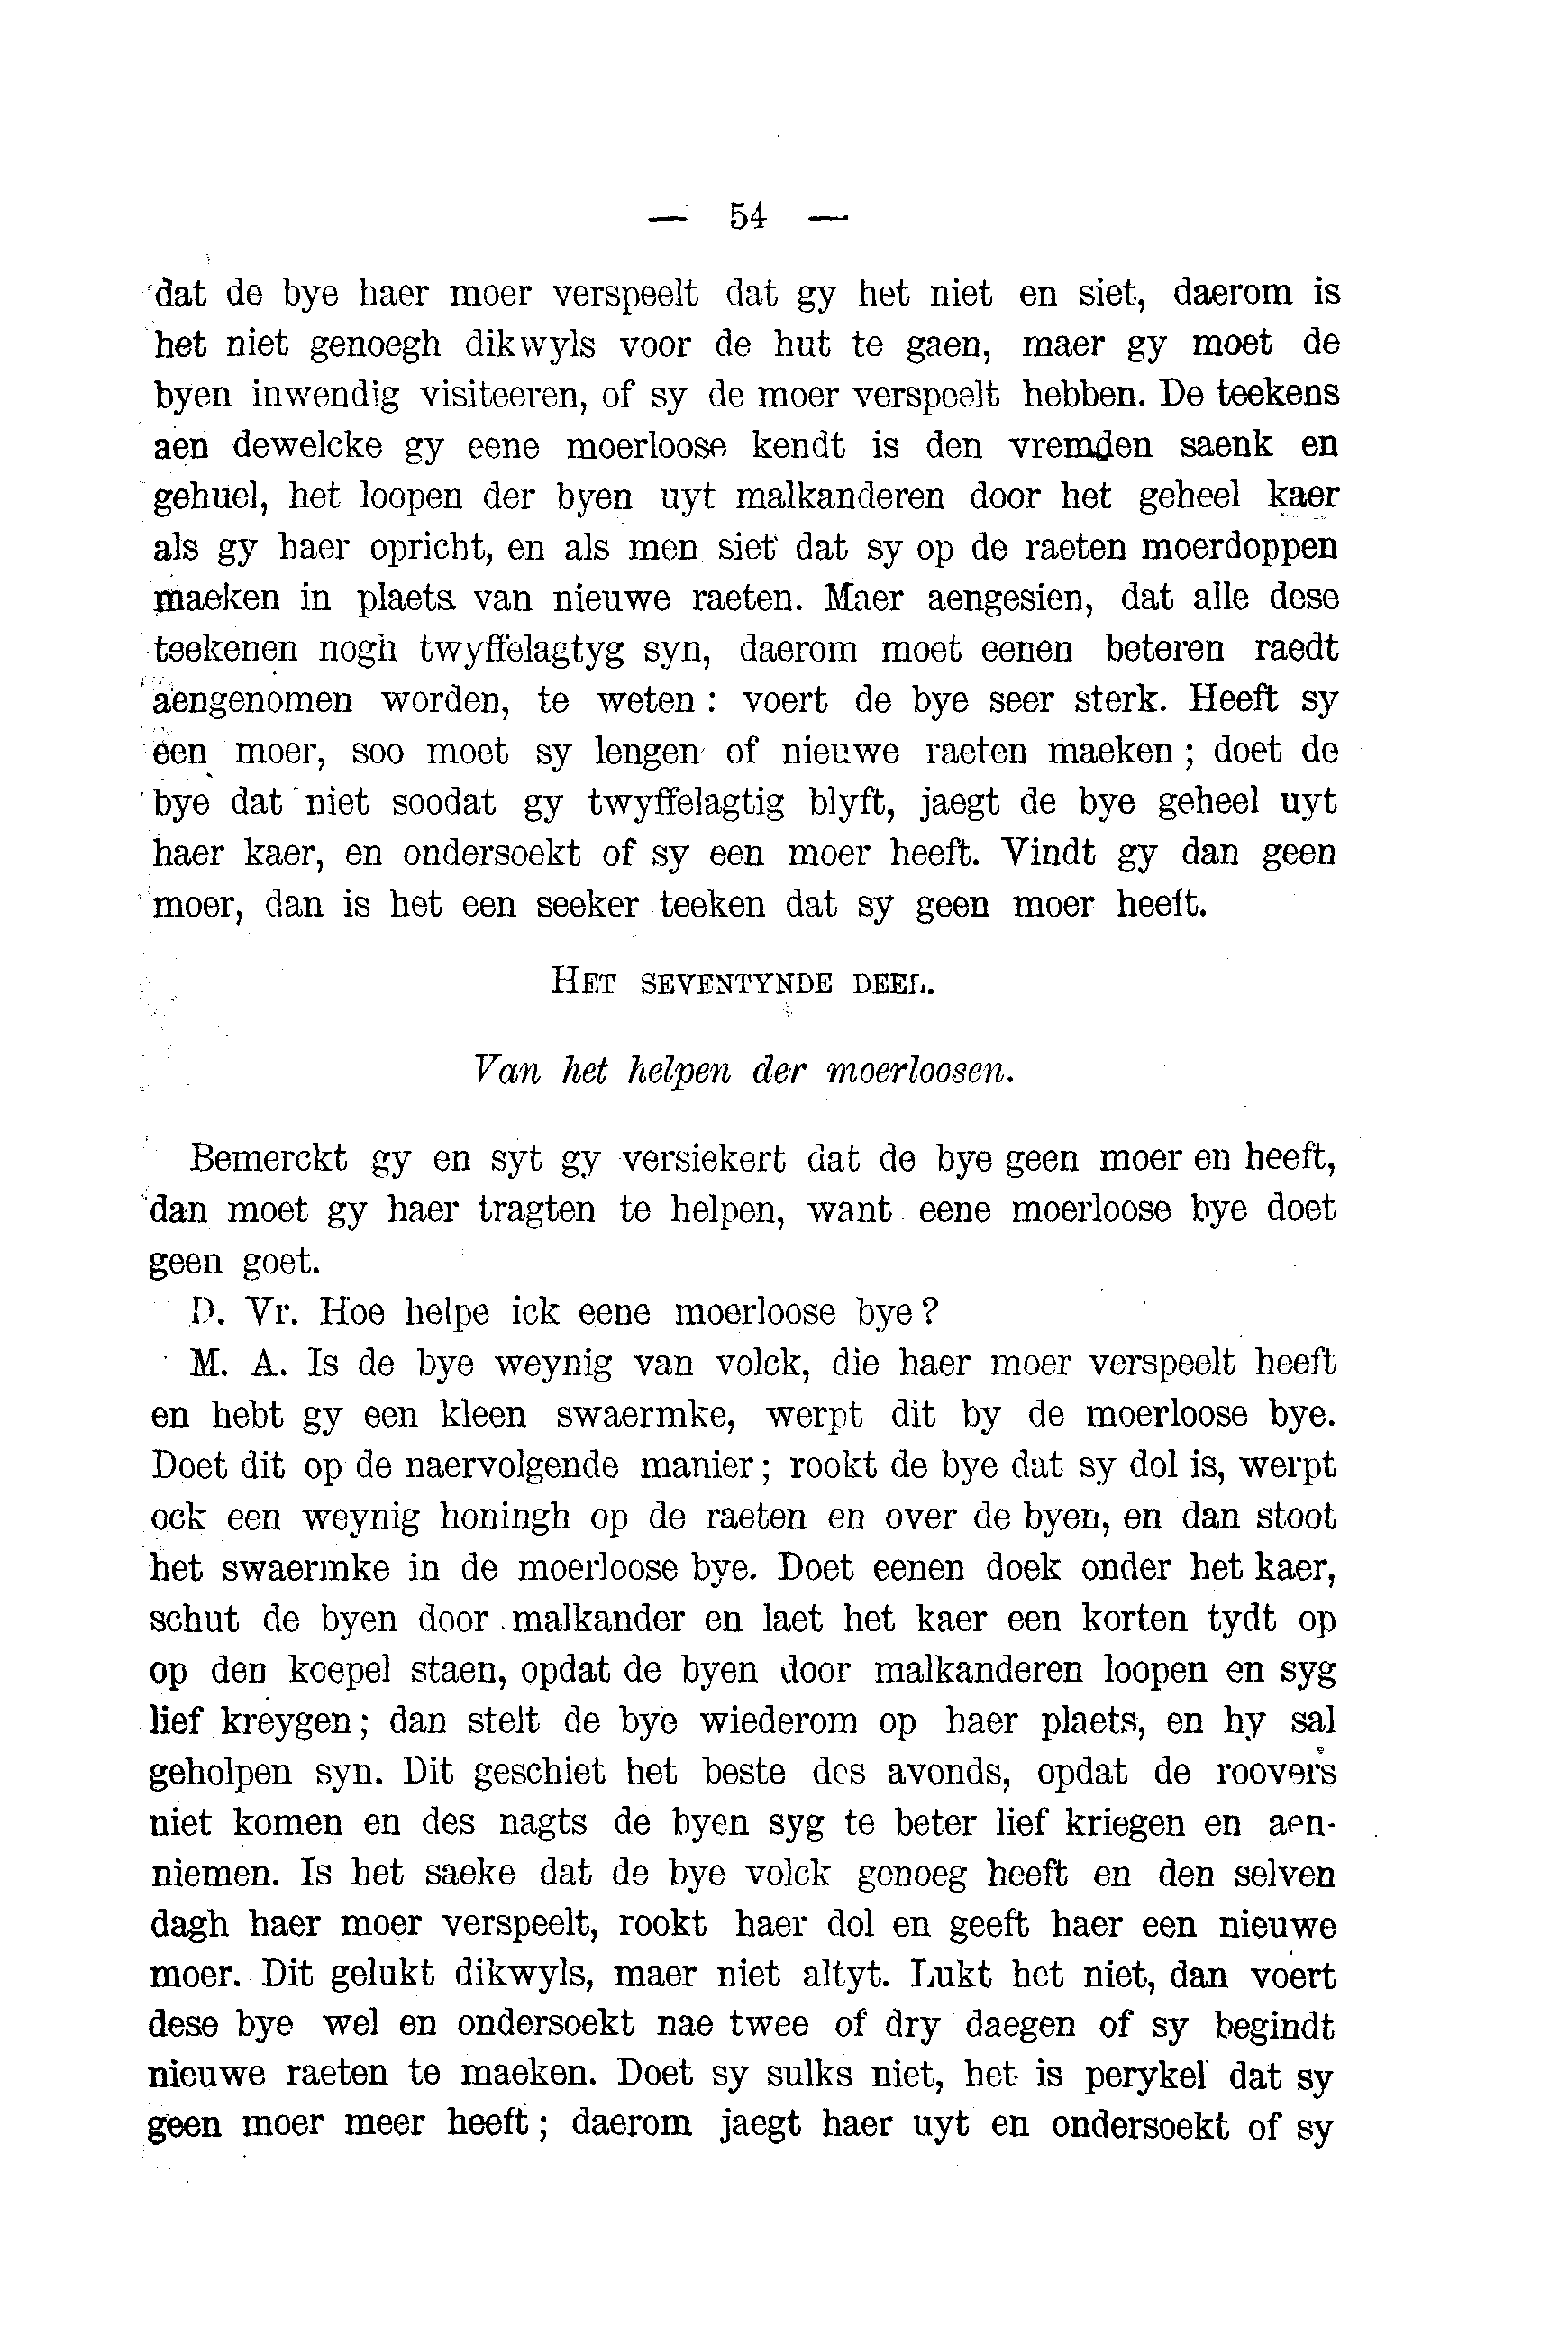 — 54 —
dat de bye haer moer verspeelt dat gy het niet en siet, daerom is
het niet genoegh dikwyls voor de hut te gaen, maer gy moet de
byen inwendig visiteeren, of sy de moer verspeelt hebben. De teekens
aen dewelcke gy eene moerloose kendt is den vremden saenk en
gehuel, het loopen der byen uyt malkanderen door het geheel kaer
als gy haer opricht, en als men siet dat sy op de raeten moerdoppen
maeken in plaets van nieuwe raeten. Maer aengesien, dat alle dese
teekenen nogh twyffelagtyg syn, daerom moet eenen beteren raedt
aengenomen worden, te weten : voert de bye seer sterk. Heeft sy
een moer, soo moet sy lengen of nieuwe raeten maeken ; doet de
bye dat niet soodat gy twyffelagtig blyft, jaegt de bye geheel uyt
haer kaer, en ondersoekt of sy een moer heeft. Vindt gy dan geen
moer, dan is het een seeker teeken dat sy geen moer heeft.
HET SEVENTYNDE DEEL.
Van het helpen der moerloosen.
Bemerckt gy en syt gy versiekert dat de bye geen moer en heeft,
dan moet gy haer tragten te helpen, want eene moerloose bye doet
geen goet.
D. Vr. Hoe helpe ick eene moerloose bye ?
M. A. Is de bye weynig van volck, die haer moer verspeelt heeft
en hebt gy een kleen swaermke, werpt dit by de moerloose bye.
Doet dit op de naervolgende manier ; rookt de bye dat sy dol is, werpt
ock een weynig honingh op de raeten en over de byen, en dan stoot
het swaermke in de moerloose bye. Doet eenen doek onder het kaer,
schut de byen door malkander en laet het kaer een korten tydt op
op den koepel staen, opdat de byen door malkanderen loopen en syg
lief kreygen ; dan stelt de bye wiederom op haer plaets, en hy sal
geholpen syn. Dit geschiet het beste des avonds, opdat de roovers
niet komen en des nagts de byen syg te beter lief kriegen en aen-
niemen. Is het saeke dat de bye volck genoeg heeft en den selven
dagh haer moer verspeelt, rookt haer dol en geeft haer een nieuwe
moer. Dit gelukt dikwyls, maer niet altyt. Lukt het niet, dan voert
dese bye wel en ondersoekt nae twee of dry daegen of sy begindt
nieuwe raeten te maeken. Doet sy sulks niet, het is perykel dat sy
geen moer meer heeft ; daerom jaegt haer uyt en ondersoekt of sy